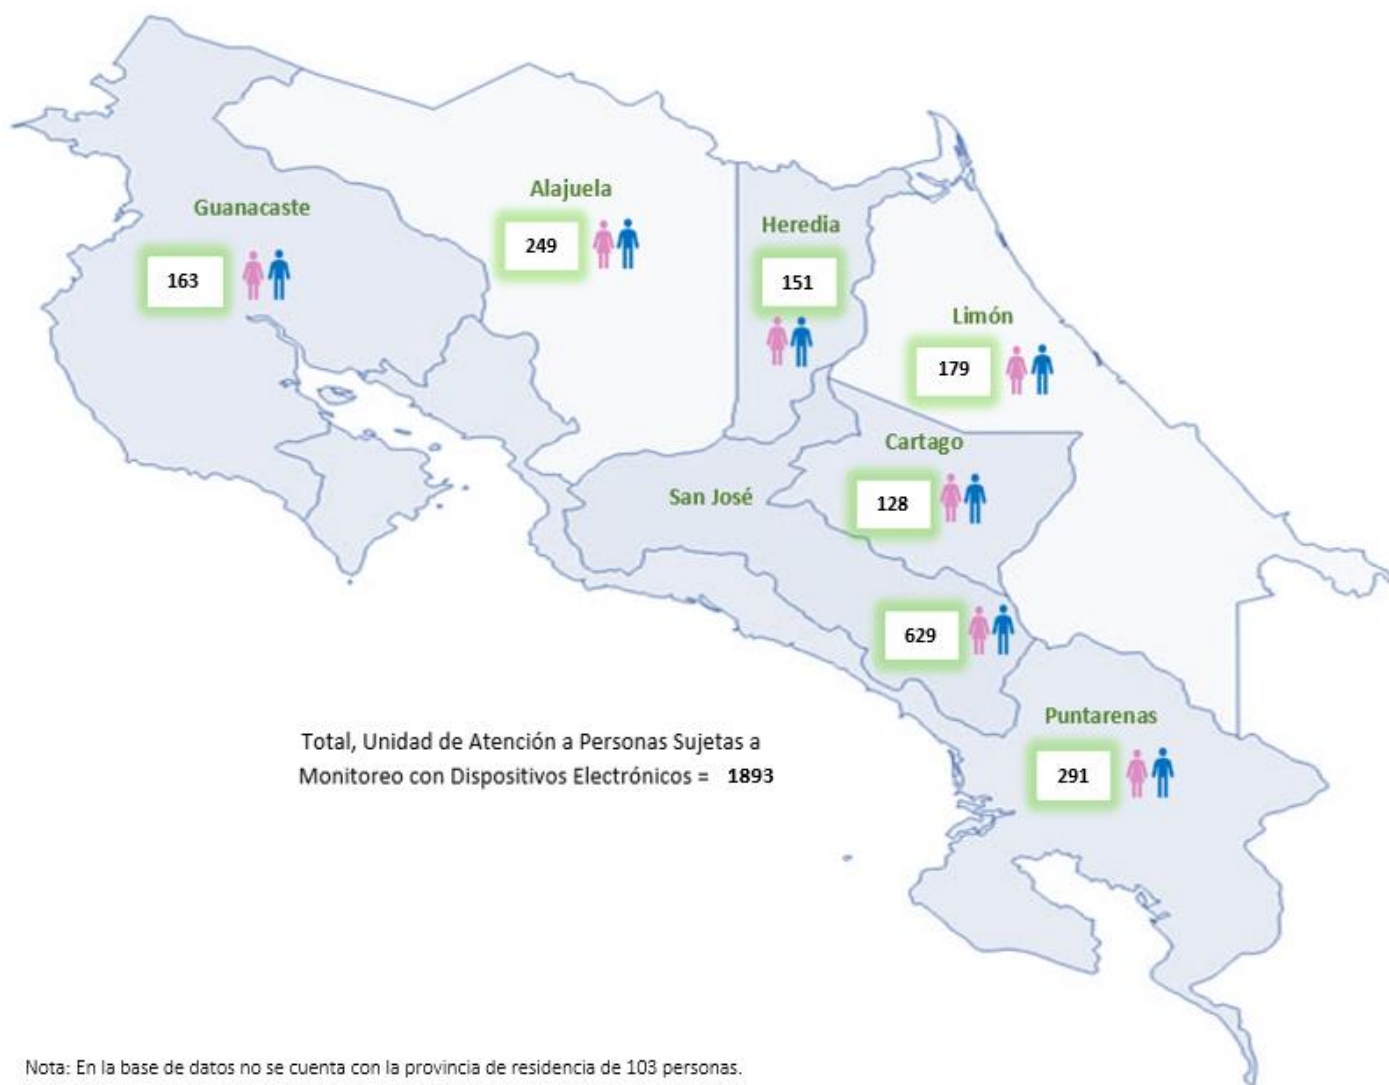 Alajuela
Guanacaste
Heredia
249
163
151
Limón
179
Cartago
San José
128
629
Puntarenas
Total, Unidad de Atención a Personas Sujetas a
Monitoreo con Dispositivos Electrónicos = 1893
291
Nota: En la base de datos no se cuenta con la provincia de residencia de 103 personas.